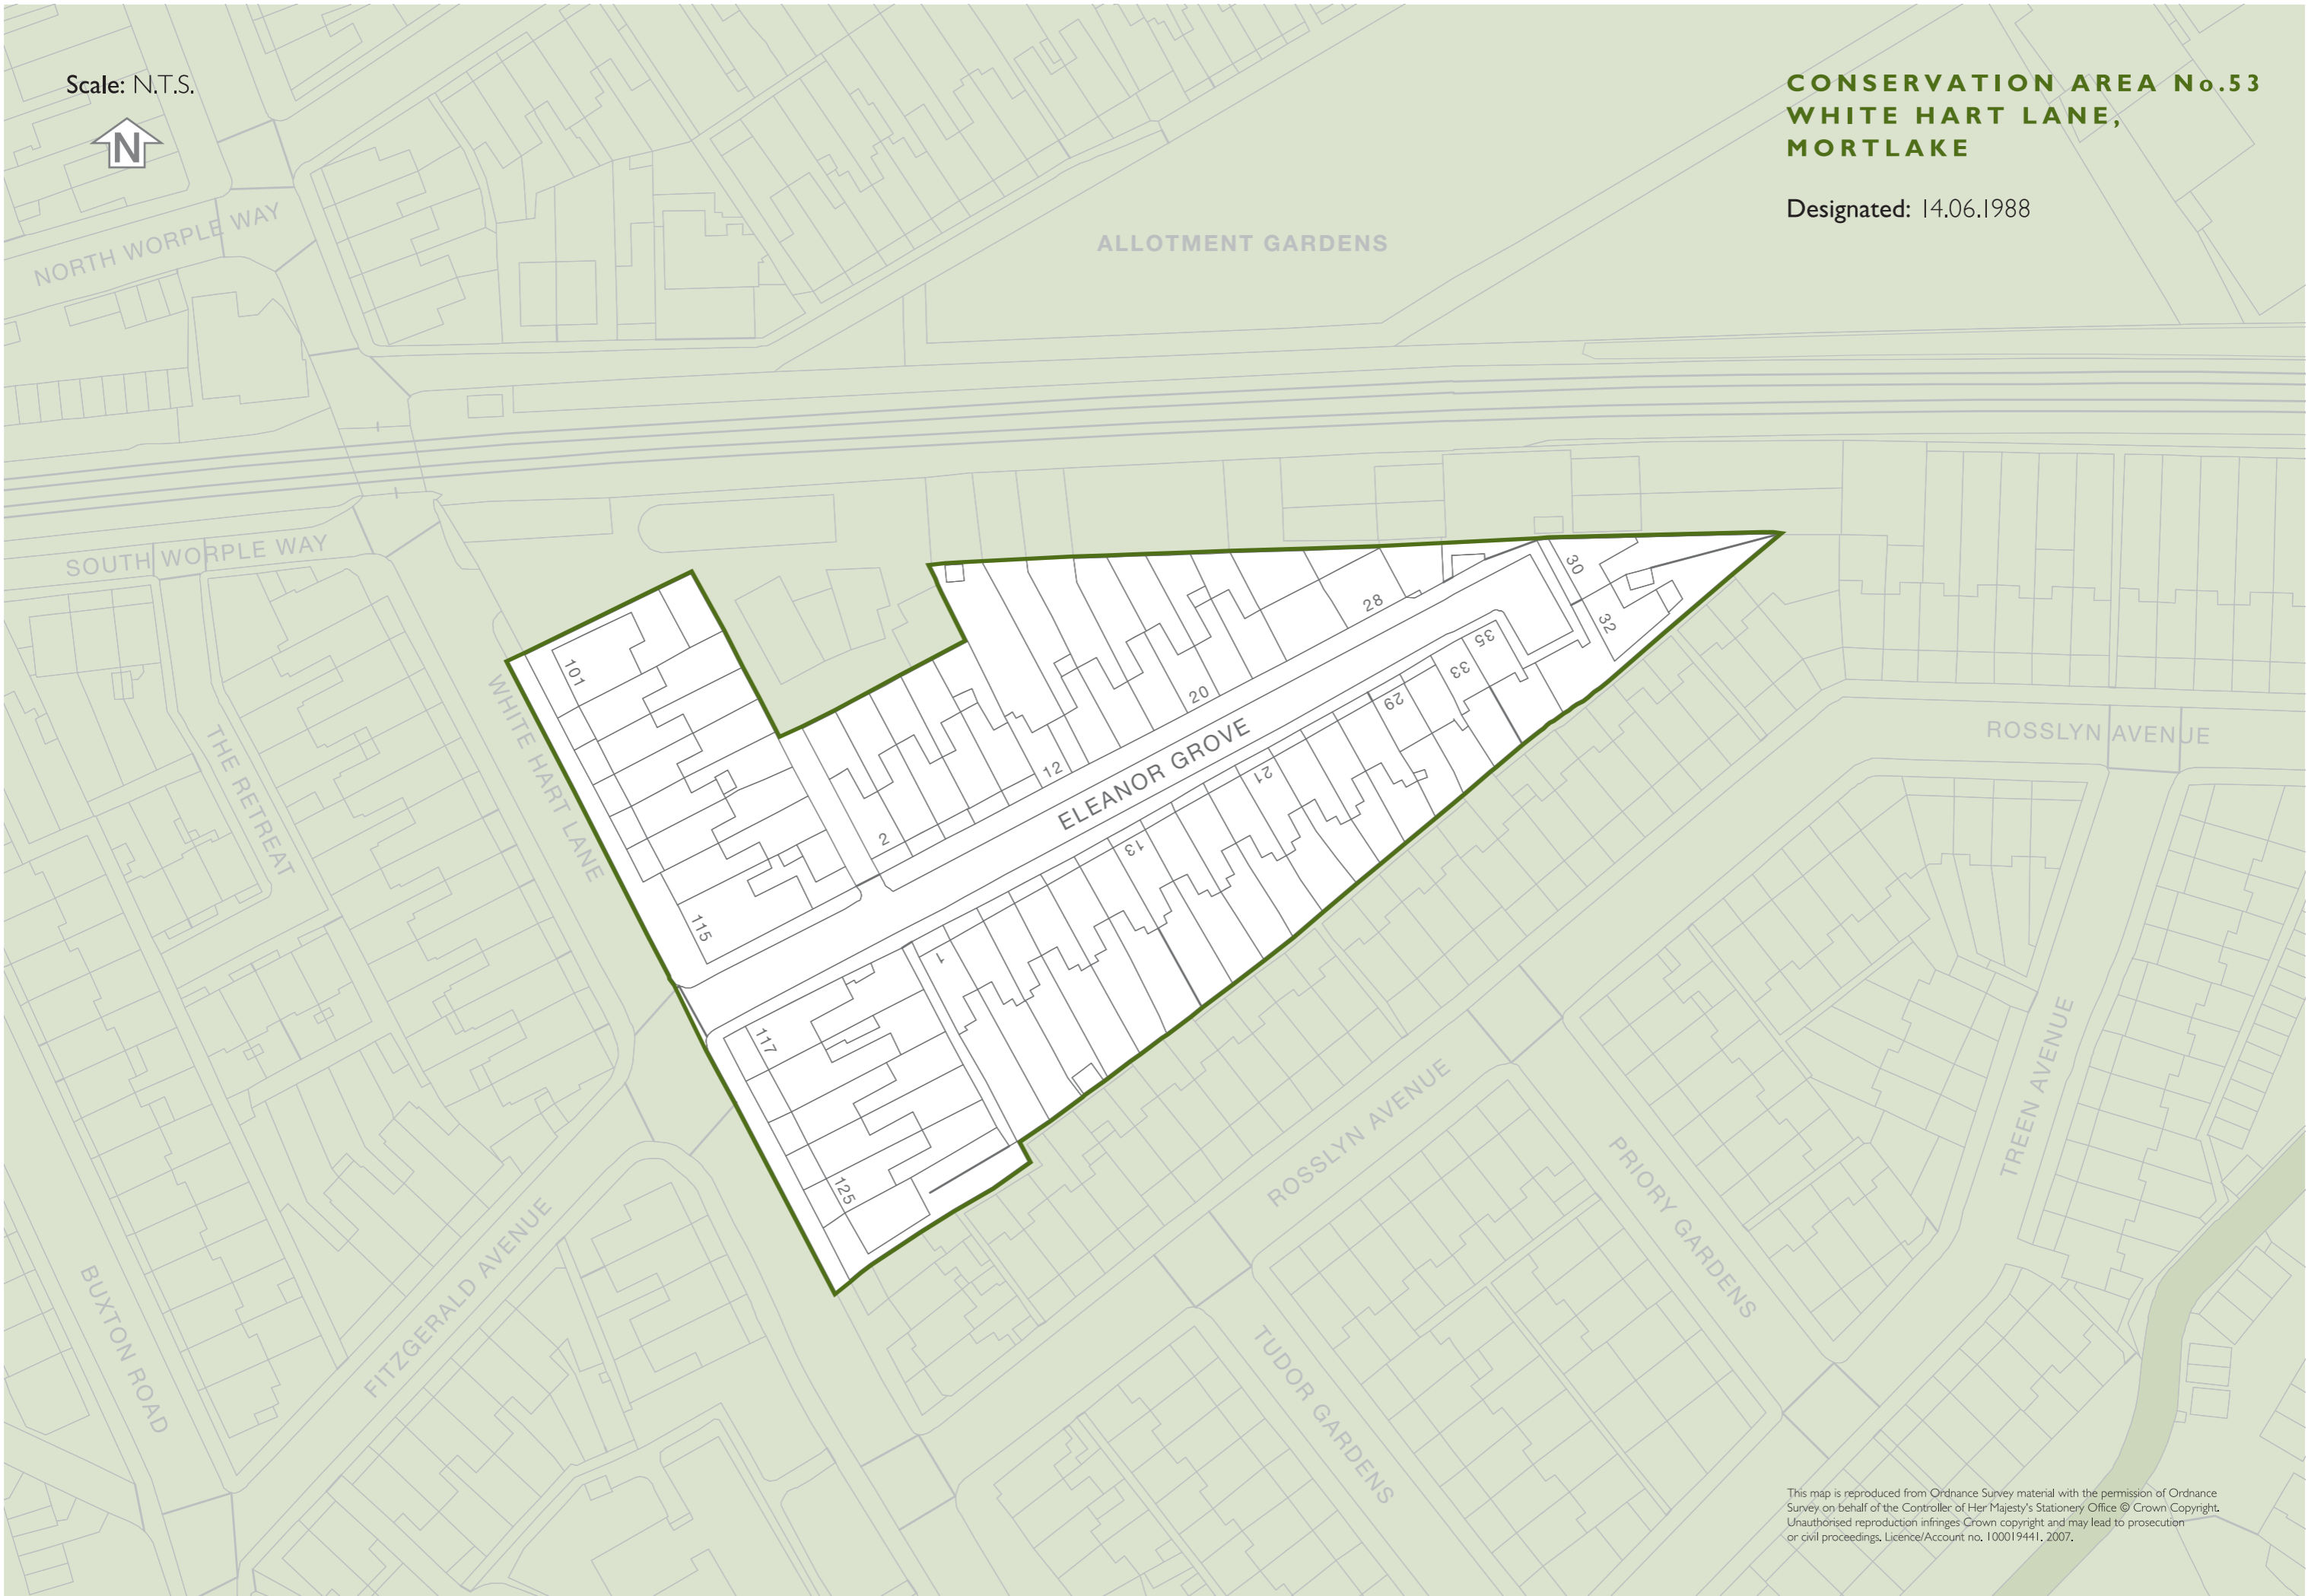 Scale: N.T.S.
N
CONSERVATION AREA No.53
WHITE HART LANE,
MORTLAKE
Designated: 14.06.1988
ALLOTMENT GARDENS
NORTH WORPLE WAY
SOUTH WORPLE WAY
THE RETREAT
WHITE HART LANE
101
115
117
125
2
12
20
28
30
32
ELEANOR GROVE
1
13
21
29
33
35
ROSSLYN AVENUE
ROSSLYN AVENUE
PRIORY GARDENS
TREEN AVENUE
TUDOR GARDENS
FITZGERALD AVENUE
BUXTON ROAD
This map is reproduced from Ordnance Survey material with the permission of Ordnance
Survey on behalf of the Controller of Her Majesty's Stationery Office © Crown Copyright.
Unauthorised reproduction infringes Crown copyright and may lead to prosecution
or civil proceedings. Licence/Account no. 100019441. 2007.